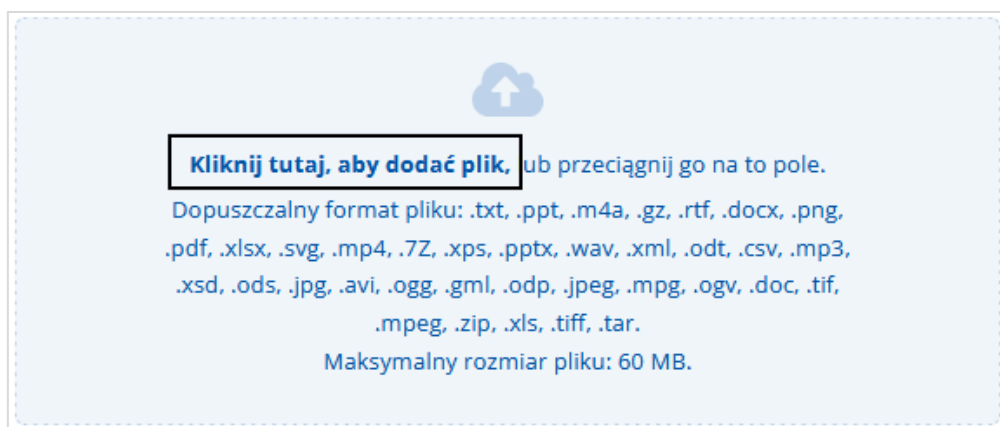 Kliknij tutaj, aby dodać plik, ub przeciągnij go na to pole.
Dopuszczalny format pliku: .txt, .ppt, .m4a, .gz, .rtf, .docx, .png,
.pdf, .xlsx, .svg, .mp4, .7Z, .xps, .pptx, .wav, .xml, .odt, .csv, .mp3,
.xsd, .ods, .jpg, .avi, .ogg, .gml, .odp, .jpeg, .mpg, .ogv, .doc, .tif,
.mpeg, .zip, .xls, .tiff, .tar.
Maksymalny rozmiar pliku: 60 MB.